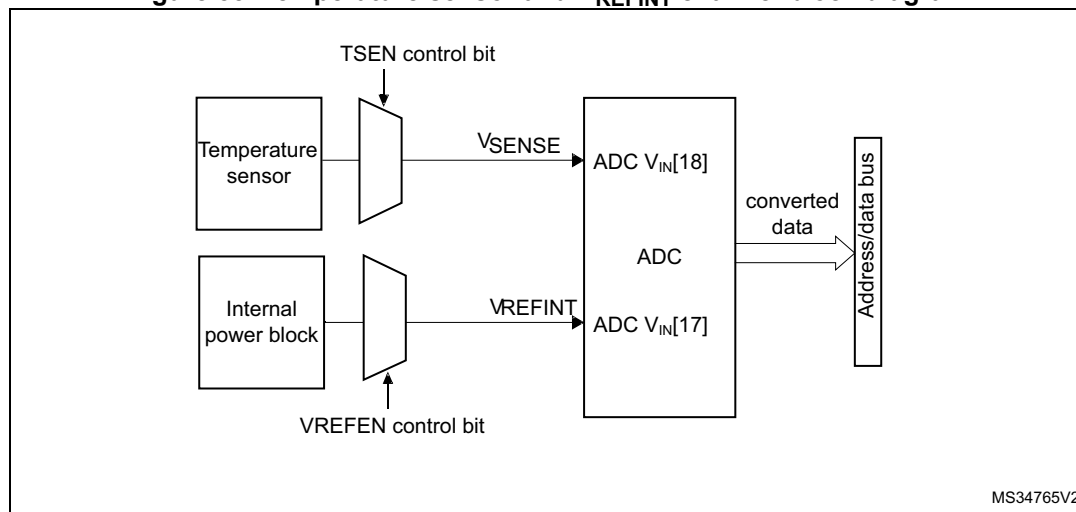 REFINT
TSEN control bit
Temperature
sensor
VSENSE
ADC VIN[18]
converted
data
Address/data bus
ADC
Internal
power block
VREFINT
ADC VIN[17]
VREFEN control bit
MS34765V2